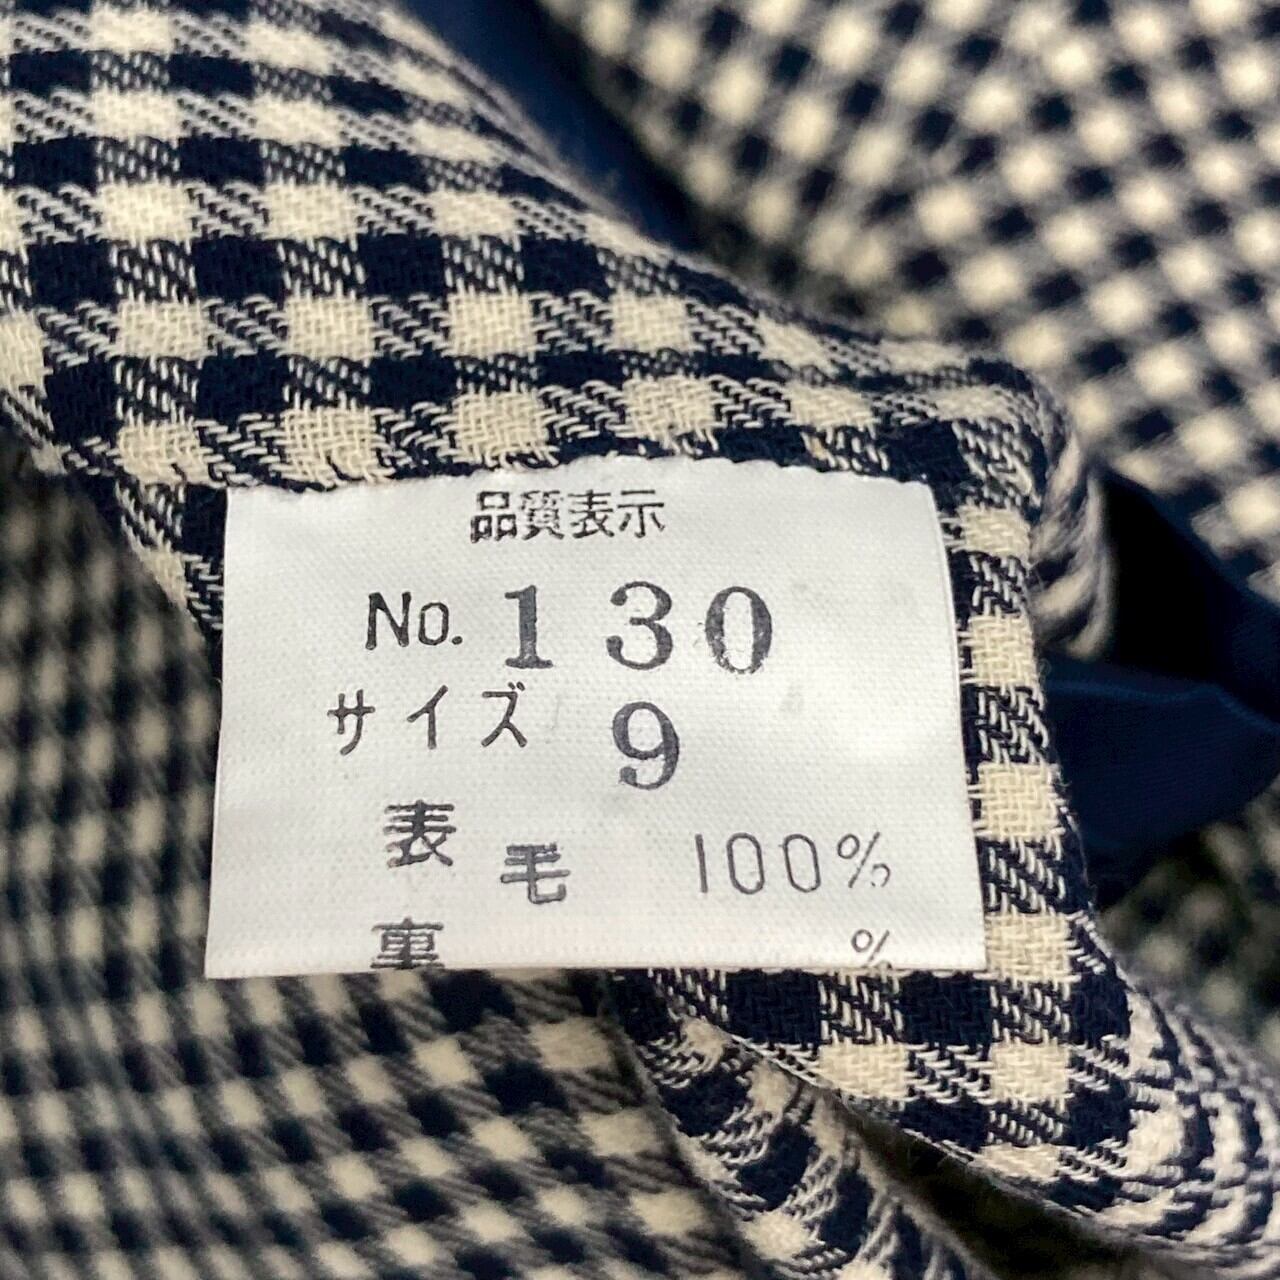 品質表示
No. 130
サイズ 9
表 毛 100%
裏 %